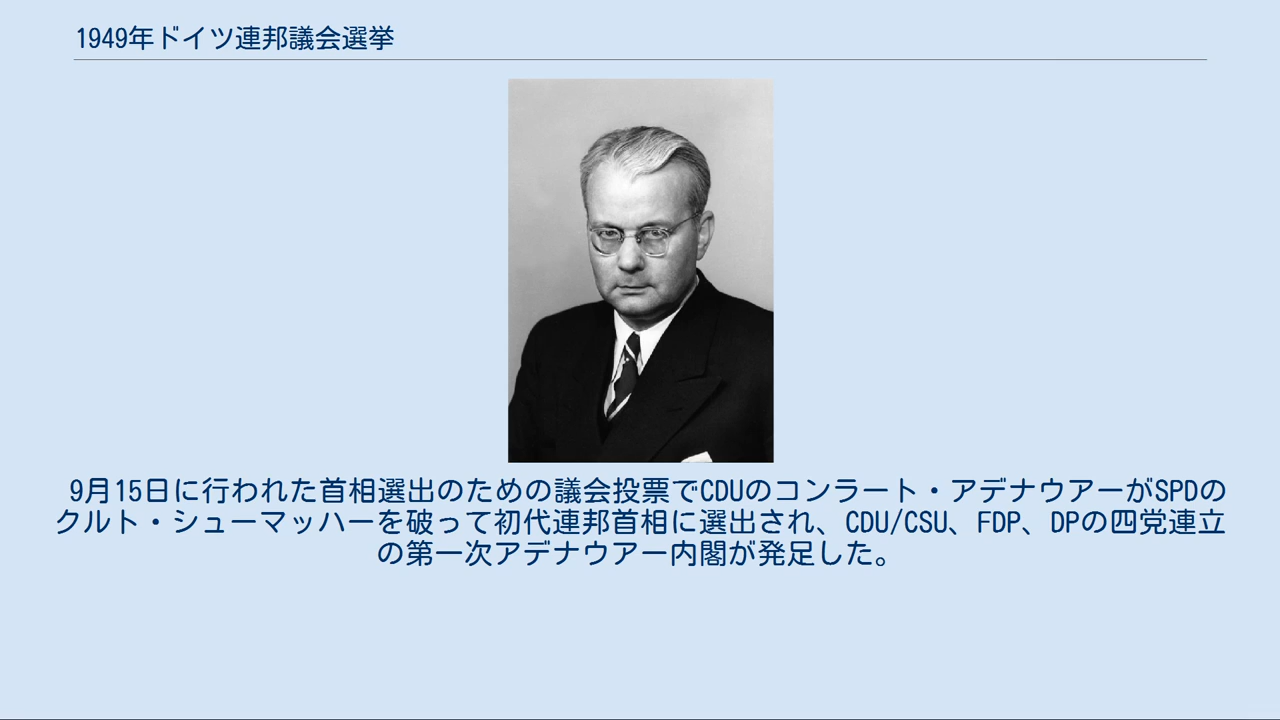 1949年ドイツ連邦議会選挙
9月15日に行われた首相選出のための議会投票でCDUのコンラート・アデナウアーがSPDの
クルト・シューマッハーを破って初代連邦首相に選出され、CDU/CSU、FDP、DPの四党連立
の第一次アデナウアー内閣が発足した。